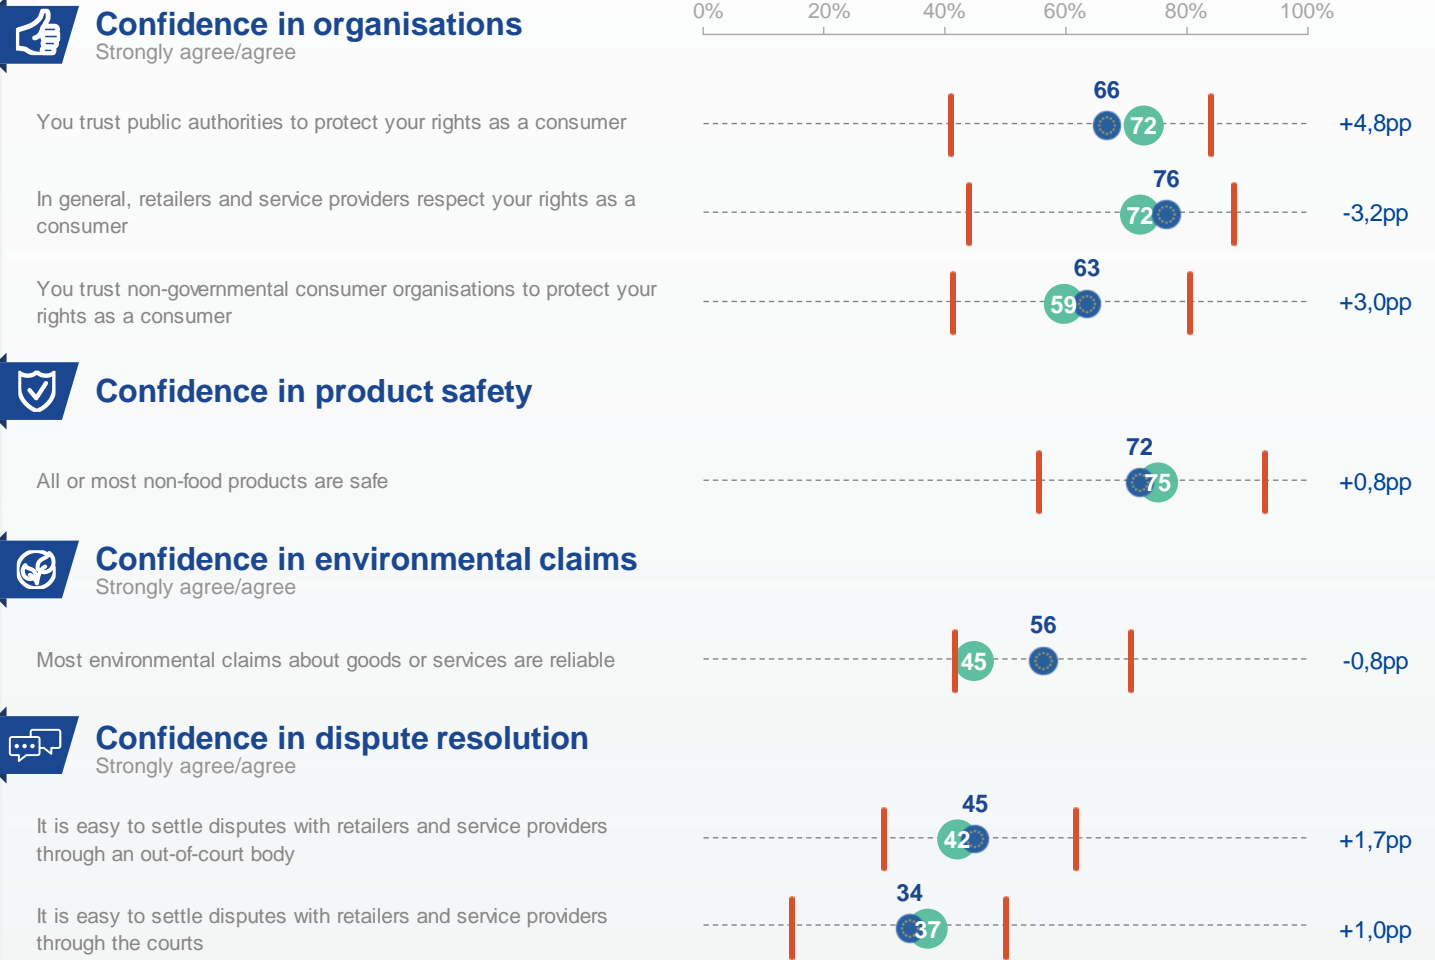 0% 20% 40% 60% 80% 100%
Confidence in organisations
Strongly agree/agree
66
You trust public authorities to protect your rights as a consumer
72
+4,8pp
76
In general, retailers and service providers respect your rights as a
consumer
72
-3,2pp
63
You trust non-governmental consumer organisations to protect your
rights as a consumer
59
+3,0pp
Confidence in product safety
72
All or most non-food products are safe
75
+0,8pp
Confidence in environmental claims
Strongly agree/agree
56
Most environmental claims about goods or services are reliable
45
-0,8pp
Confidence in dispute resolution
Strongly agree/agree
45
It is easy to settle disputes with retailers and service providers
through an out-of-court body
42
+1,7pp
34
It is easy to settle disputes with retailers and service providers
through the courts
37
+1,0pp